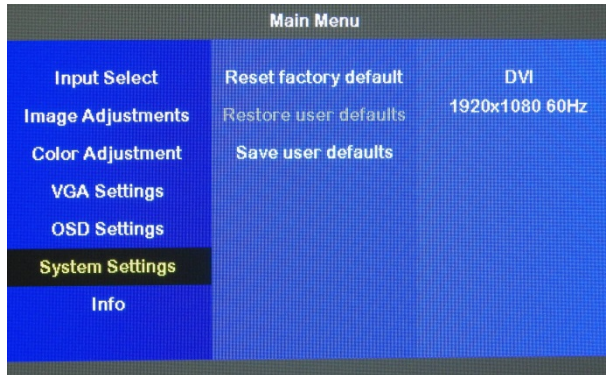 Main Menu
Input Select
Image Adjustments
Color Adjustment
VGA Settings
OSD Settings
System Settings
Info
Reset factory default
Restore user defaults
Save user defaults
DVI
1920x1080 60Hz